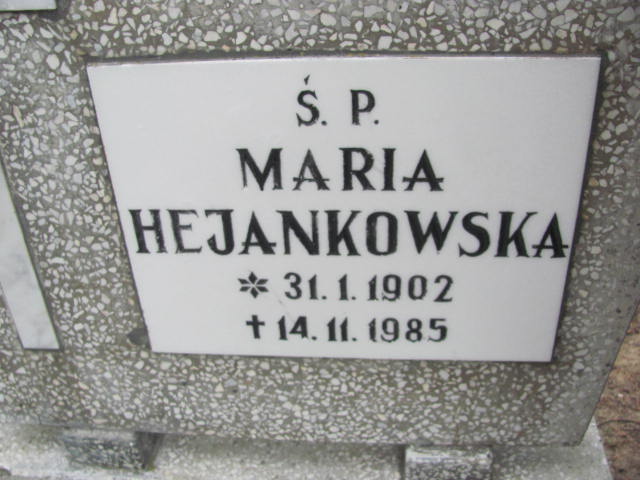 Ś. P.
MARIA
HEJANKOWSKA
* 31. 1. 1902
† 14. 11. 1985